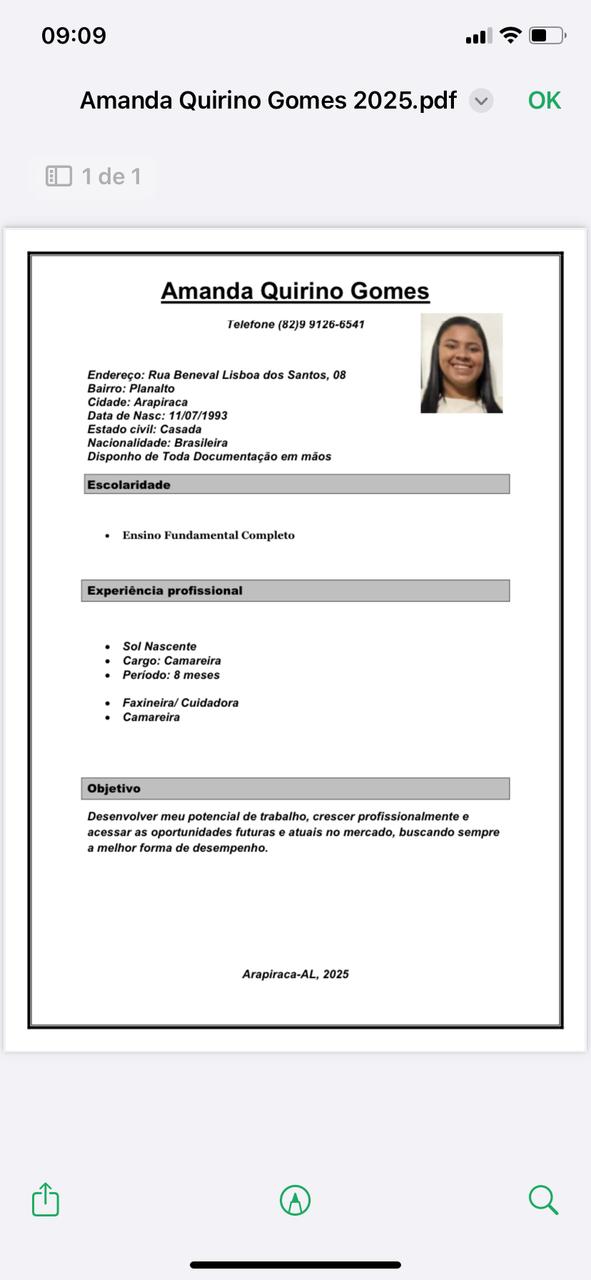 09:09
Amanda Quirino Gomes 2025.pdf
OK
1 de 1
Amanda Quirino Gomes
Telefone (82)9 9126-6541
Endereço: Rua Beneval Lisboa dos Santos, 08
Bairro: Planalto
Cidade: Arapiraca
Data de Nasc: 11/07/1993
Estado civil: Casada
Nacionalidade: Brasileira
Disponho de Toda Documentação em mãos
Escolaridade
• Ensino Fundamental Completo
Experiência profissional
• Sol Nascente
• Cargo: Camareira
• Período: 8 meses
• Faxineira/ Cuidadora
• Camareira
Objetivo
Desenvolver meu potencial de trabalho, crescer profissionalmente e
acessar as oportunidades futuras e atuais no mercado, buscando sempre
a melhor forma de desempenho.
Arapiraca-AL, 2025